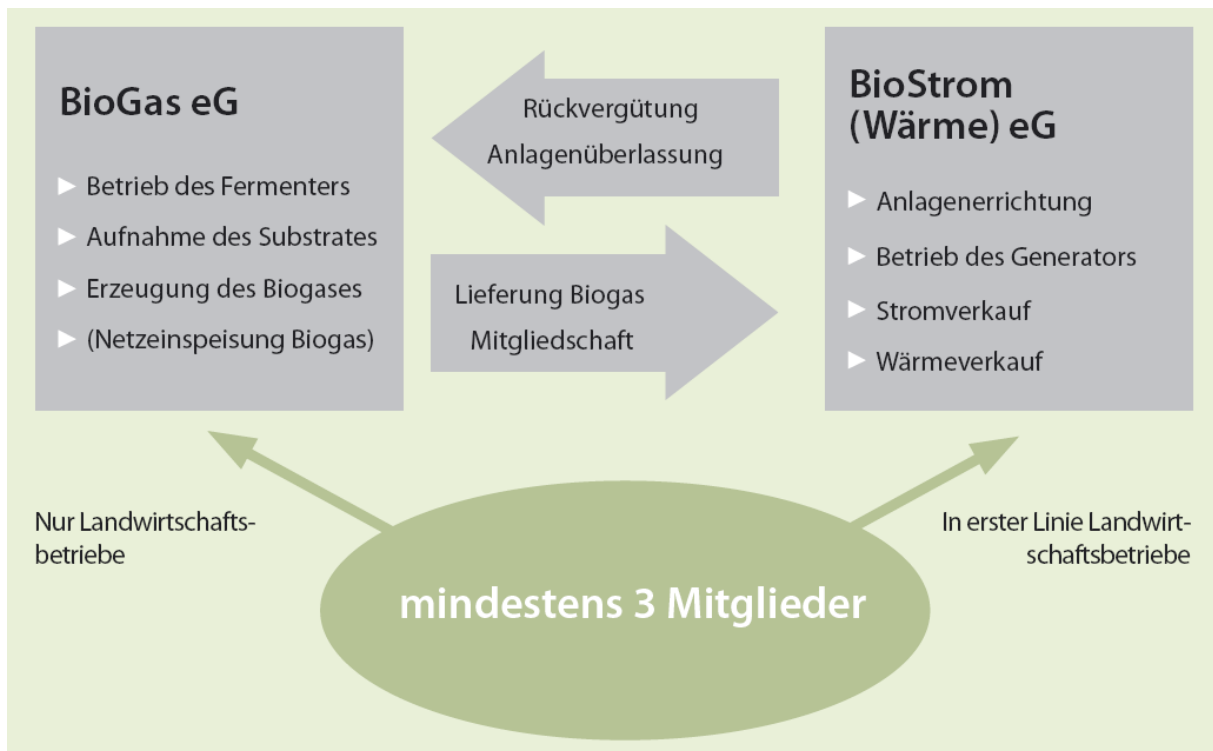 BioGas eG
Betrieb des Fermenters
Aufnahme des Substrates
Erzeugung des Biogases
(Netzeinspeisung Biogas)
Rückvergütung
Anlagenüberlassung
Lieferung Biogas
Mitgliedschaft
BioStrom
(Wärme) eG
Anlagenerrichtung
Betrieb des Generators
Stromverkauf
Wärmeverkauf
Nur Landwirtschafts-
betriebe
In erster Linie Landwirt-
schaftsbetriebe
mindestens 3 Mitglieder